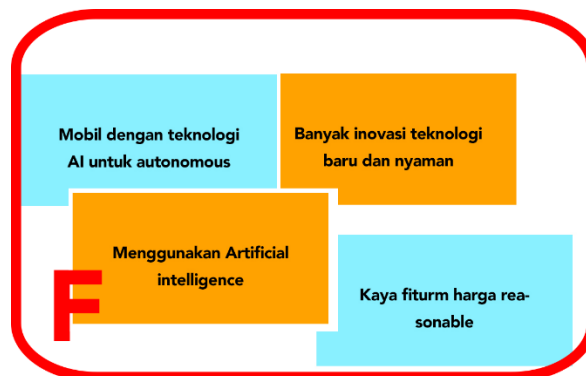 Mobil dengan teknologi
AI untuk autonomous
Banyak inovasi teknologi
baru dan nyaman
Menggunakan Artificial
intelligence
Kaya fiturm harga rea-
sonable
F